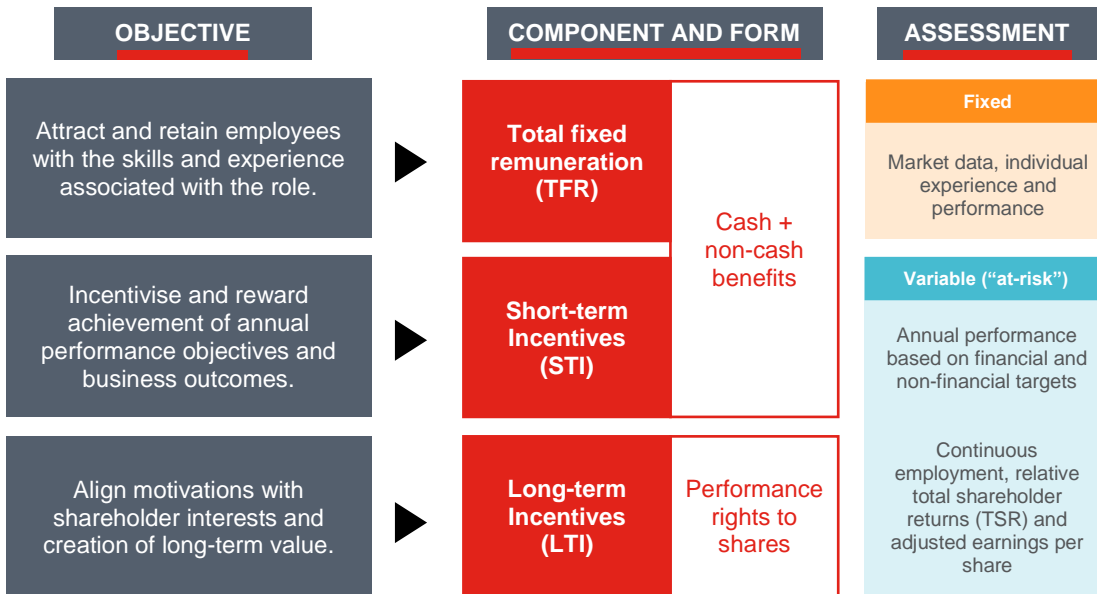 OBJECTIVE
COMPONENT AND FORM
ASSESSMENT
Attract and retain employees
with the skills and experience
associated with the role.
Total fixed
remuneration
(TFR)
Cash +
non-cash
benefits
Fixed
Market data, individual
experience and
performance
Incentivise and reward
achievement of annual
performance objectives and
business outcomes.
Short-term
Incentives
(STI)
Variable (“at-risk”)
Annual performance
based on financial and
non-financial targets
Align motivations with
shareholder interests and
creation of long-term value.
Long-term
Incentives
(LTI)
Performance
rights to
shares
Continuous
employment, relative
total shareholder
returns (TSR) and
adjusted earnings per
share